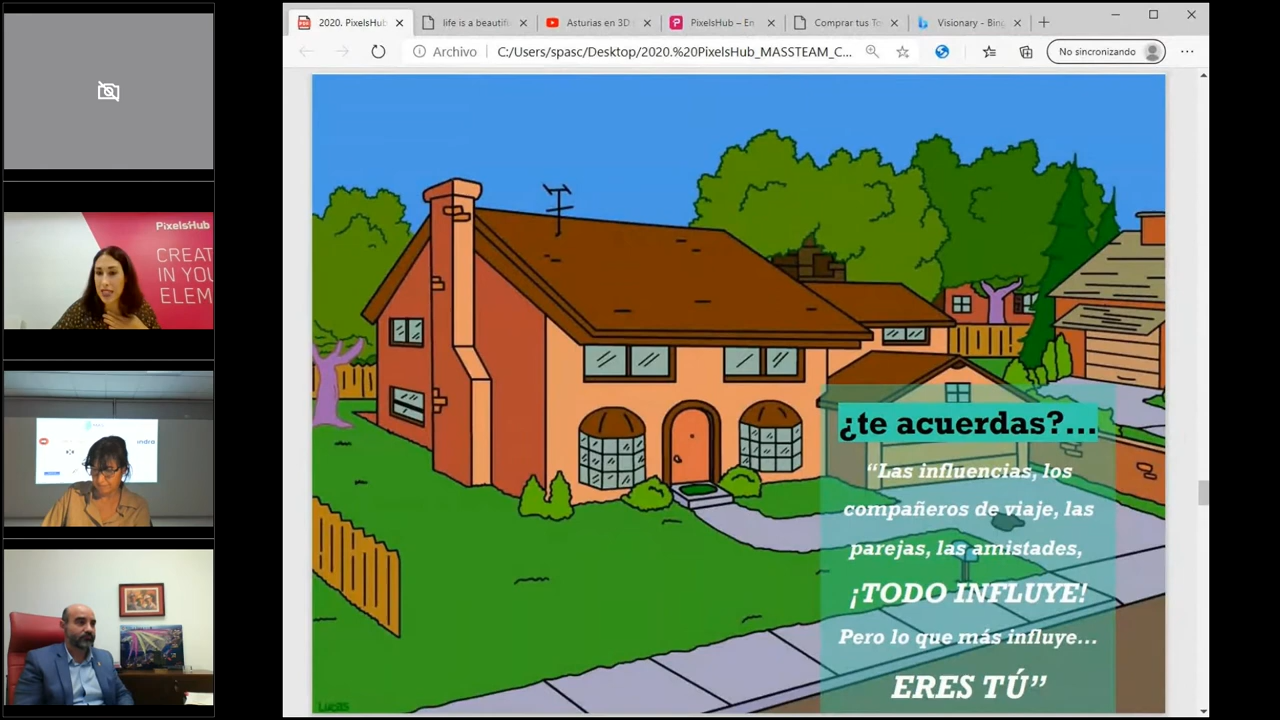 2020. PixelsHub
life is a beautif
Asturias en 3D
PixelsHub – En
Comprar tus To
Visionary - Bin
Archivo
C:/Users/spasc/Desktop/2020.%20PixelsHub_MASSTEAM_C...
No sincronizando
PixelsHub
CREAT
IN YOU
ELEM
indra
¿te acuerdas?...
“Las influencias, los
compañeros de viaje, las
parejas, las amistades,
¡TODO INFLUYE!
Pero lo que más influye...
ERES TÚ”
Lucas